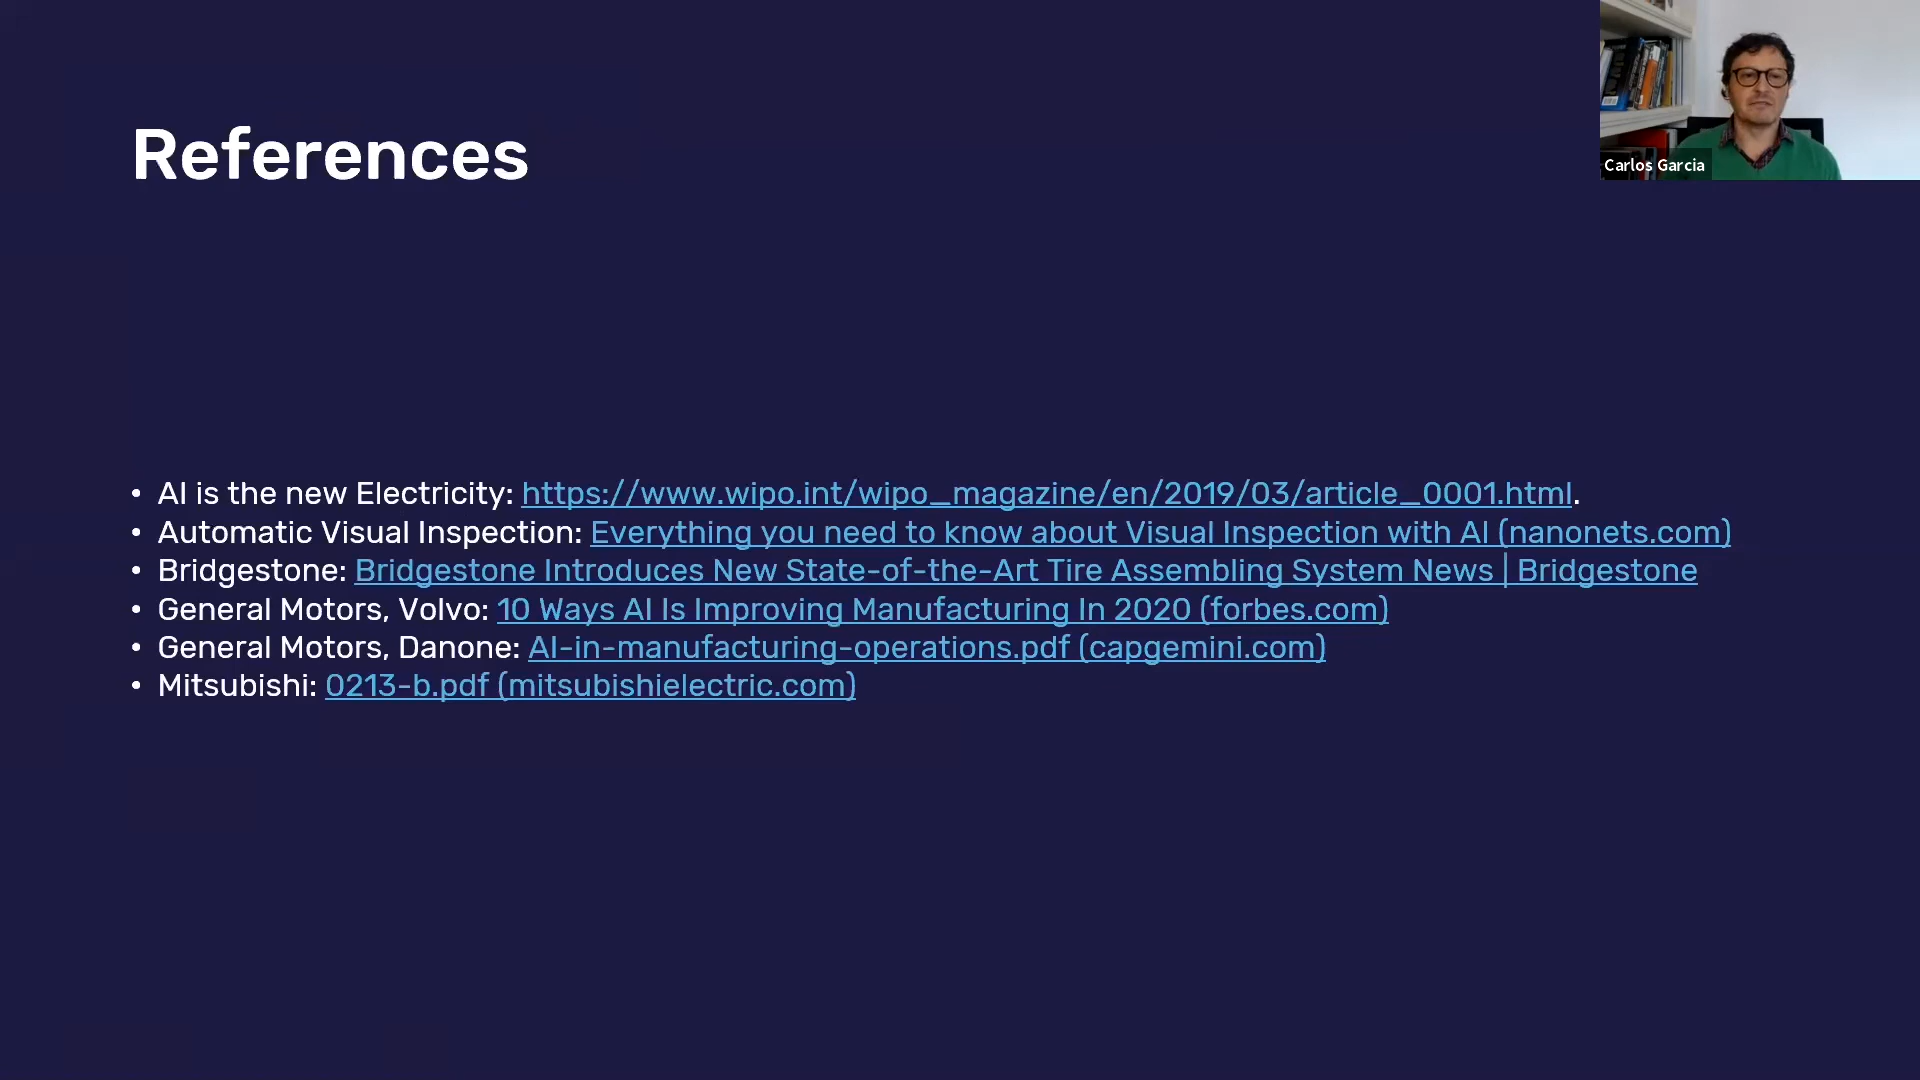 References
Carlos Garcia
• AI is the new Electricity: https://www.wipo.int/wipo_magazine/en/2019/03/article_0001.html.
• Automatic Visual Inspection: Everything you need to know about Visual Inspection with AI (nanonets.com)
• Bridgestone: Bridgestone Introduces New State-of-the-Art Tire Assembling System News | Bridgestone
• General Motors, Volvo: 10 Ways AI Is Improving Manufacturing In 2020 (forbes.com)
• General Motors, Danone: AI-in-manufacturing-operations.pdf (capgemini.com)
• Mitsubishi: 0213-b.pdf (mitsubishielectric.com)